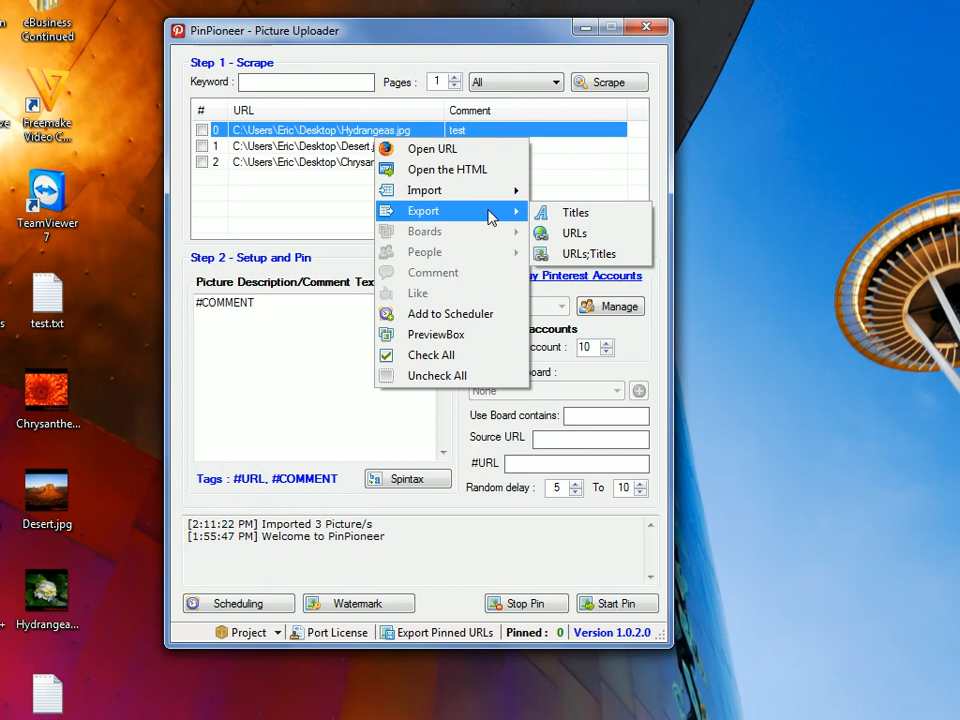 eBusiness
Continued
Freemake
Video C...
TeamViewer
7
test.txt
Chrysanthe...
Desert.jpg
Hydrangea...
PinPioneer - Picture Uploader
Step 1 - Scrape
Keyword :
Pages : 1
All
Scrape
# URL Comment
0 C:\Users\Eric\Desktop\Hydrangeas.jpg test
1 C:\Users\Eric\Desktop\Desert.j
2 C:\Users\Eric\Desktop\Chrysan
Open URL
Open the HTML
Import
Export
Boards
People
Comment
Like
Add to Scheduler
PreviewBox
Check All
Uncheck All
Titles
URLs
URLs;Titles
Step 2 - Setup and Pin
Picture Description/Comment Tex
#COMMENT
Tags : #URL, #COMMENT
Spintax
y Pinterest Accounts
Manage
accounts
ccount : 10
oard :
None
Use Board contains:
Source URL
#URL
Random delay : 5 To 10
[2:11:22 PM] Imported 3 Picture/s
[1:55:47 PM] Welcome to PinPioneer
Scheduling
Watermark
Stop Pin
Start Pin
Project
Port License
Export Pinned URLs
Pinned : 0
Version 1.0.2.0